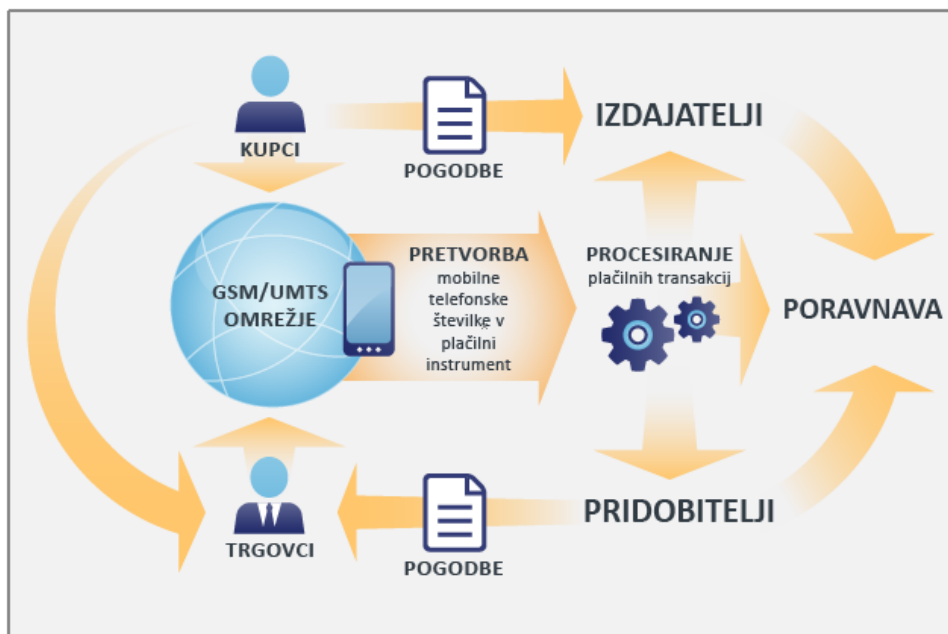 KUPCI
POGODBE
IZDAJATELJI
GSM/UMTS
OMREŽJE
PRETVORBA
mobilne
telefonske
številke v
plačilni
instrument
PROCESIRANJE
plačilnih transakcij
PORAVNAVA
TRGOVCI
POGODBE
PRIDOBITELJI